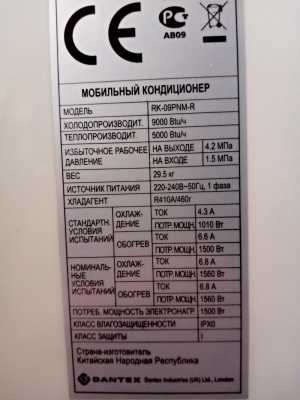 CE PC
АВ09
МОБИЛЬНЫЙ КОНДИЦИОНЕР
МОДЕЛЬ RK-09PNM-R
ХОЛОДОПРОИЗВОДИТ. 9000 Btu/ч
ТЕПЛОПРОИЗВОДИТ. 5000 Btu/ч
ИЗБЫТОЧНОЕ РАБОЧЕЕ ДАВЛЕНИЕ НА ВЫХОДЕ 4.2 МПа
НА ВХОДЕ 1.5 МПа
ВЕС 29.5 кг
ИСТОЧНИК ПИТАНИЯ 220-240В~50Гц, 1 фаза
ХЛАДАГЕНТ R410A/460г
СТАНДАРТН. УСЛОВИЯ ИСПЫТАНИЙ ОХЛАЖ-ДЕНИЕ ТОК 4.3 А
ПОТР. МОЩН. 1010 Вт
ОБОГРЕВ ТОК 6.6 А
ПОТР. МОЩН. 1500 Вт
НОМИНАЛЬ-НЫЕ УСЛОВИЯ ИСПЫТАНИЙ ОХЛАЖ-ДЕНИЕ ТОК 6.8 А
ПОТР. МОЩН. 1560 Вт
ОБОГРЕВ ТОК 6.8 А
ПОТР. МОЩН. 1560 Вт
ПОТРЕБ. МОЩНОСТЬ ЭЛЕКТРОНАГР. 1500 Вт
КЛАСС ВЛАГОЗАЩИЩЕННОСТИ IPX0
КЛАСС ЗАЩИТЫ I
Страна-изготовитель
Китайская Народная Республика
DANTEX Dantex Industries (UK) Ltd., London